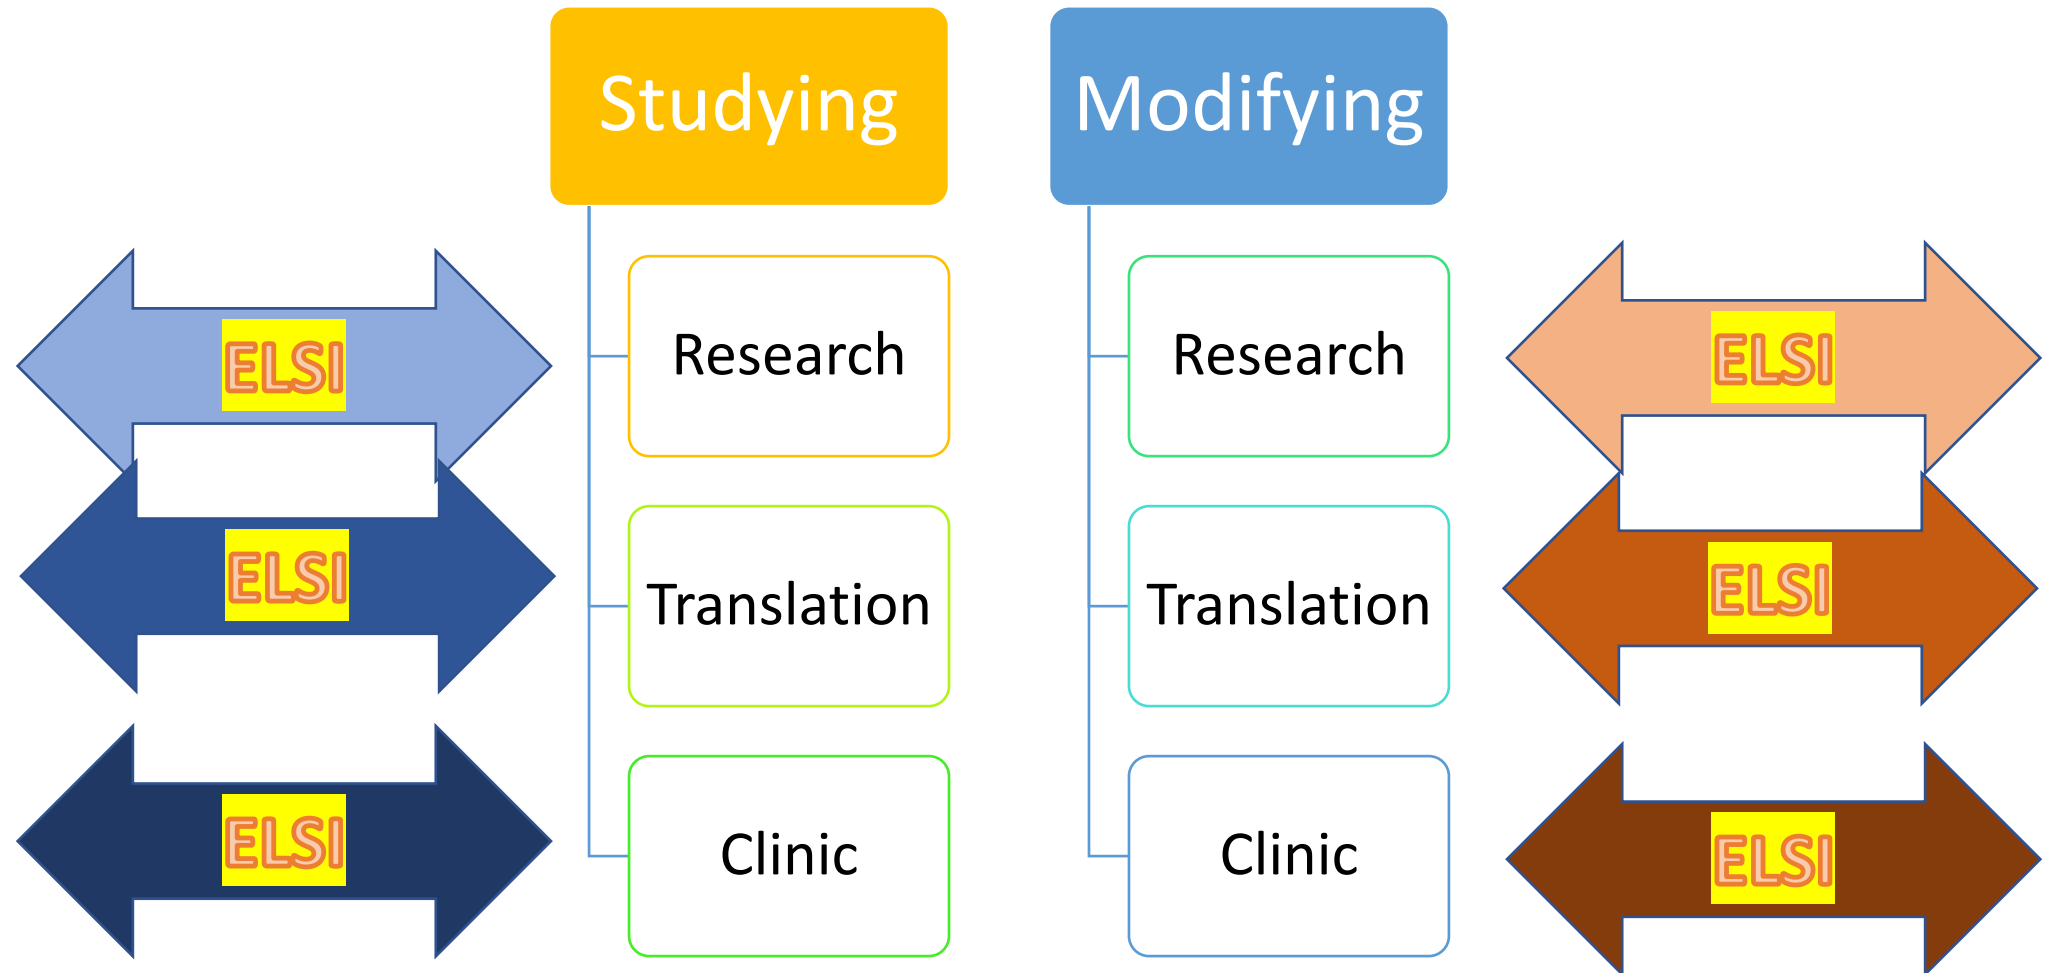 Studying
Modifying
ELSI
Research
Research
ELSI
ELSI
Translation
Translation
ELSI
ELSI
Clinic
Clinic
ELSI